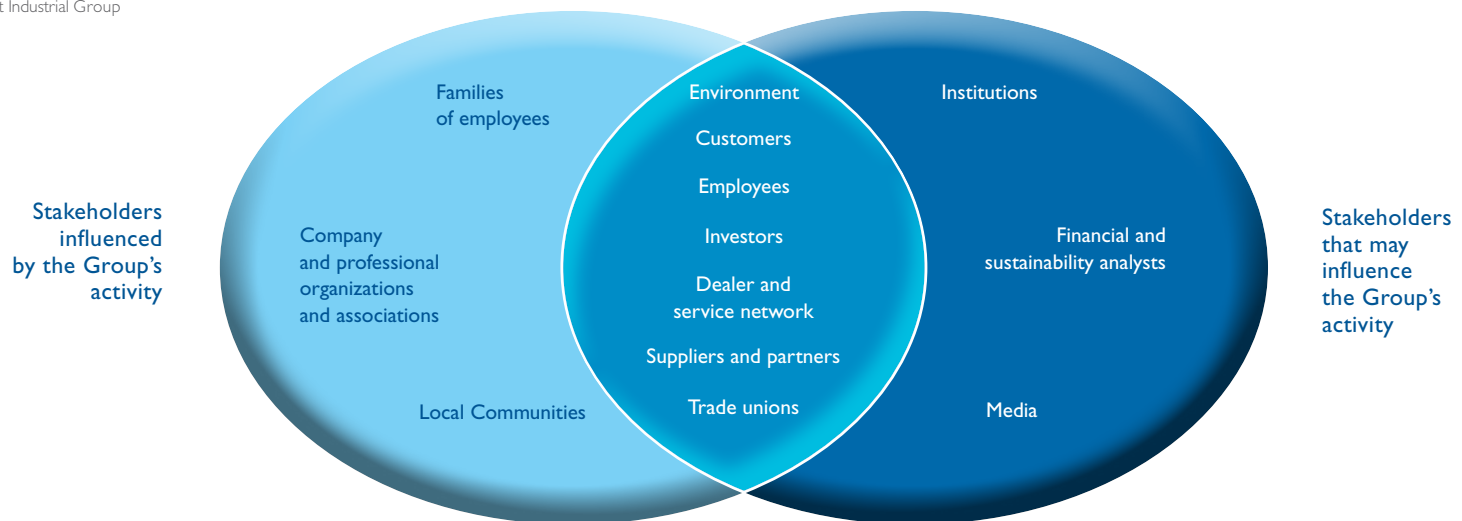 t Industrial Group
Stakeholders
influenced
by the Group's
activity
Families
of employees
Company
and professional
organizations
and associations
Local Communities
Environment
Customers
Employees
Investors
Dealer and
service network
Suppliers and partners
Trade unions
Institutions
Financial and
sustainability analysts
Media
Stakeholders
that may
influence
the Group's
activity